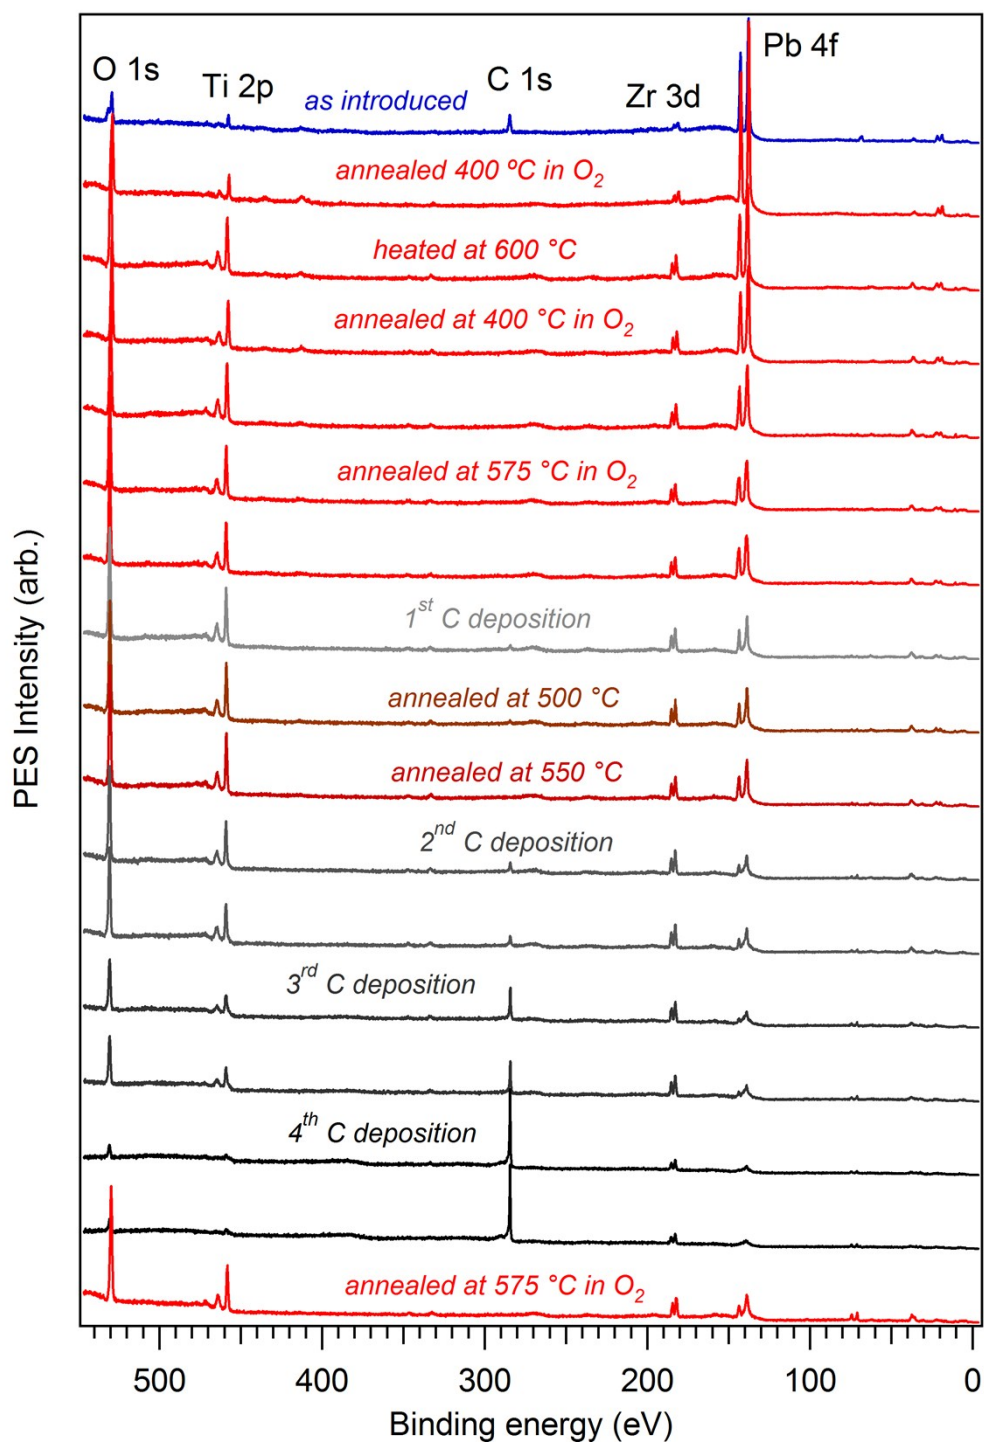 Pb 4f
O 1s
Ti 2p
C 1s
Zr 3d
as introduced
annealed 400 ºC in O2
heated at 600 °C
annealed at 400 °C in O2
annealed at 575 °C in O2
1st C deposition
annealed at 500 °C
annealed at 550 °C
2nd C deposition
3rd C deposition
4th C deposition
annealed at 575 °C in O2
PES Intensity (arb.)
500 400 300 200 100 0
Binding energy (eV)